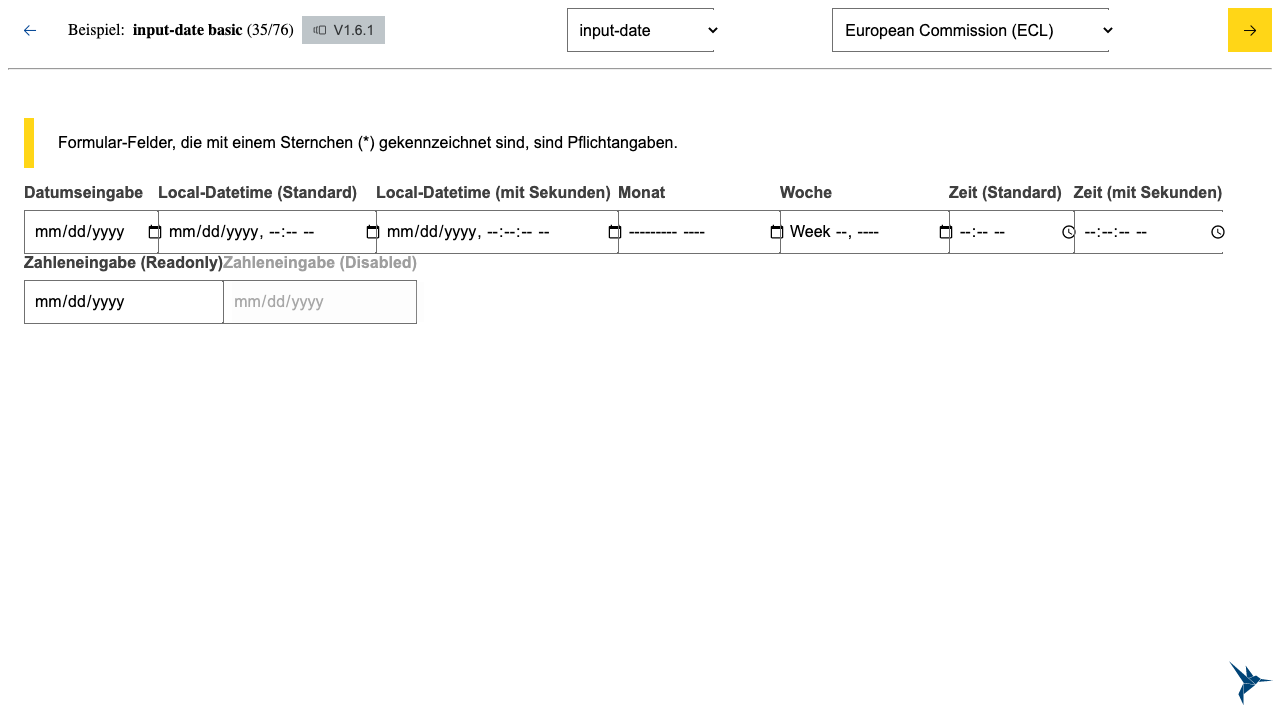 Beispiel: input-date basic (35/76) V1.6.1 input-date European Commission (ECL)
Formular-Felder, die mit einem Sternchen (*) gekennzeichnet sind, sind Pflichtangaben.
Datumseingabe Local-Datetime (Standard) Local-Datetime (mit Sekunden) Monat Woche Zeit (Standard) Zeit (mit Sekunden)
mm/dd/yyyy mm/dd/yyyy, --:-- -- mm/dd/yyyy, --:--:-- -- --------- ---- Week --, ---- --:-- -- --:--:-- --
Zahleneingabe (Readonly) Zahleneingabe (Disabled)
mm/dd/yyyy mm/dd/yyyy